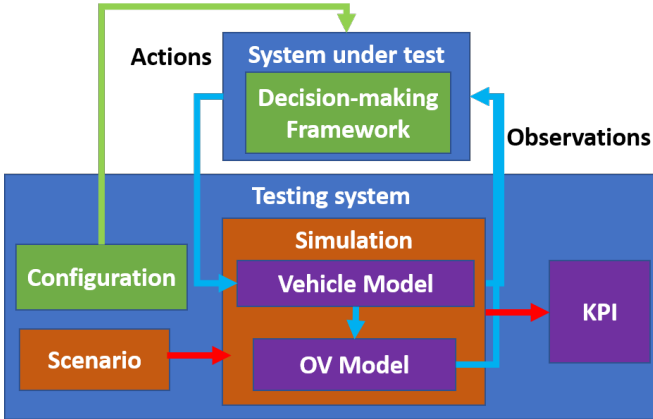 Actions
System under test
Decision-making
Framework
Observations
Testing system
Configuration
Scenario
Simulation
Vehicle Model
OV Model
KPI